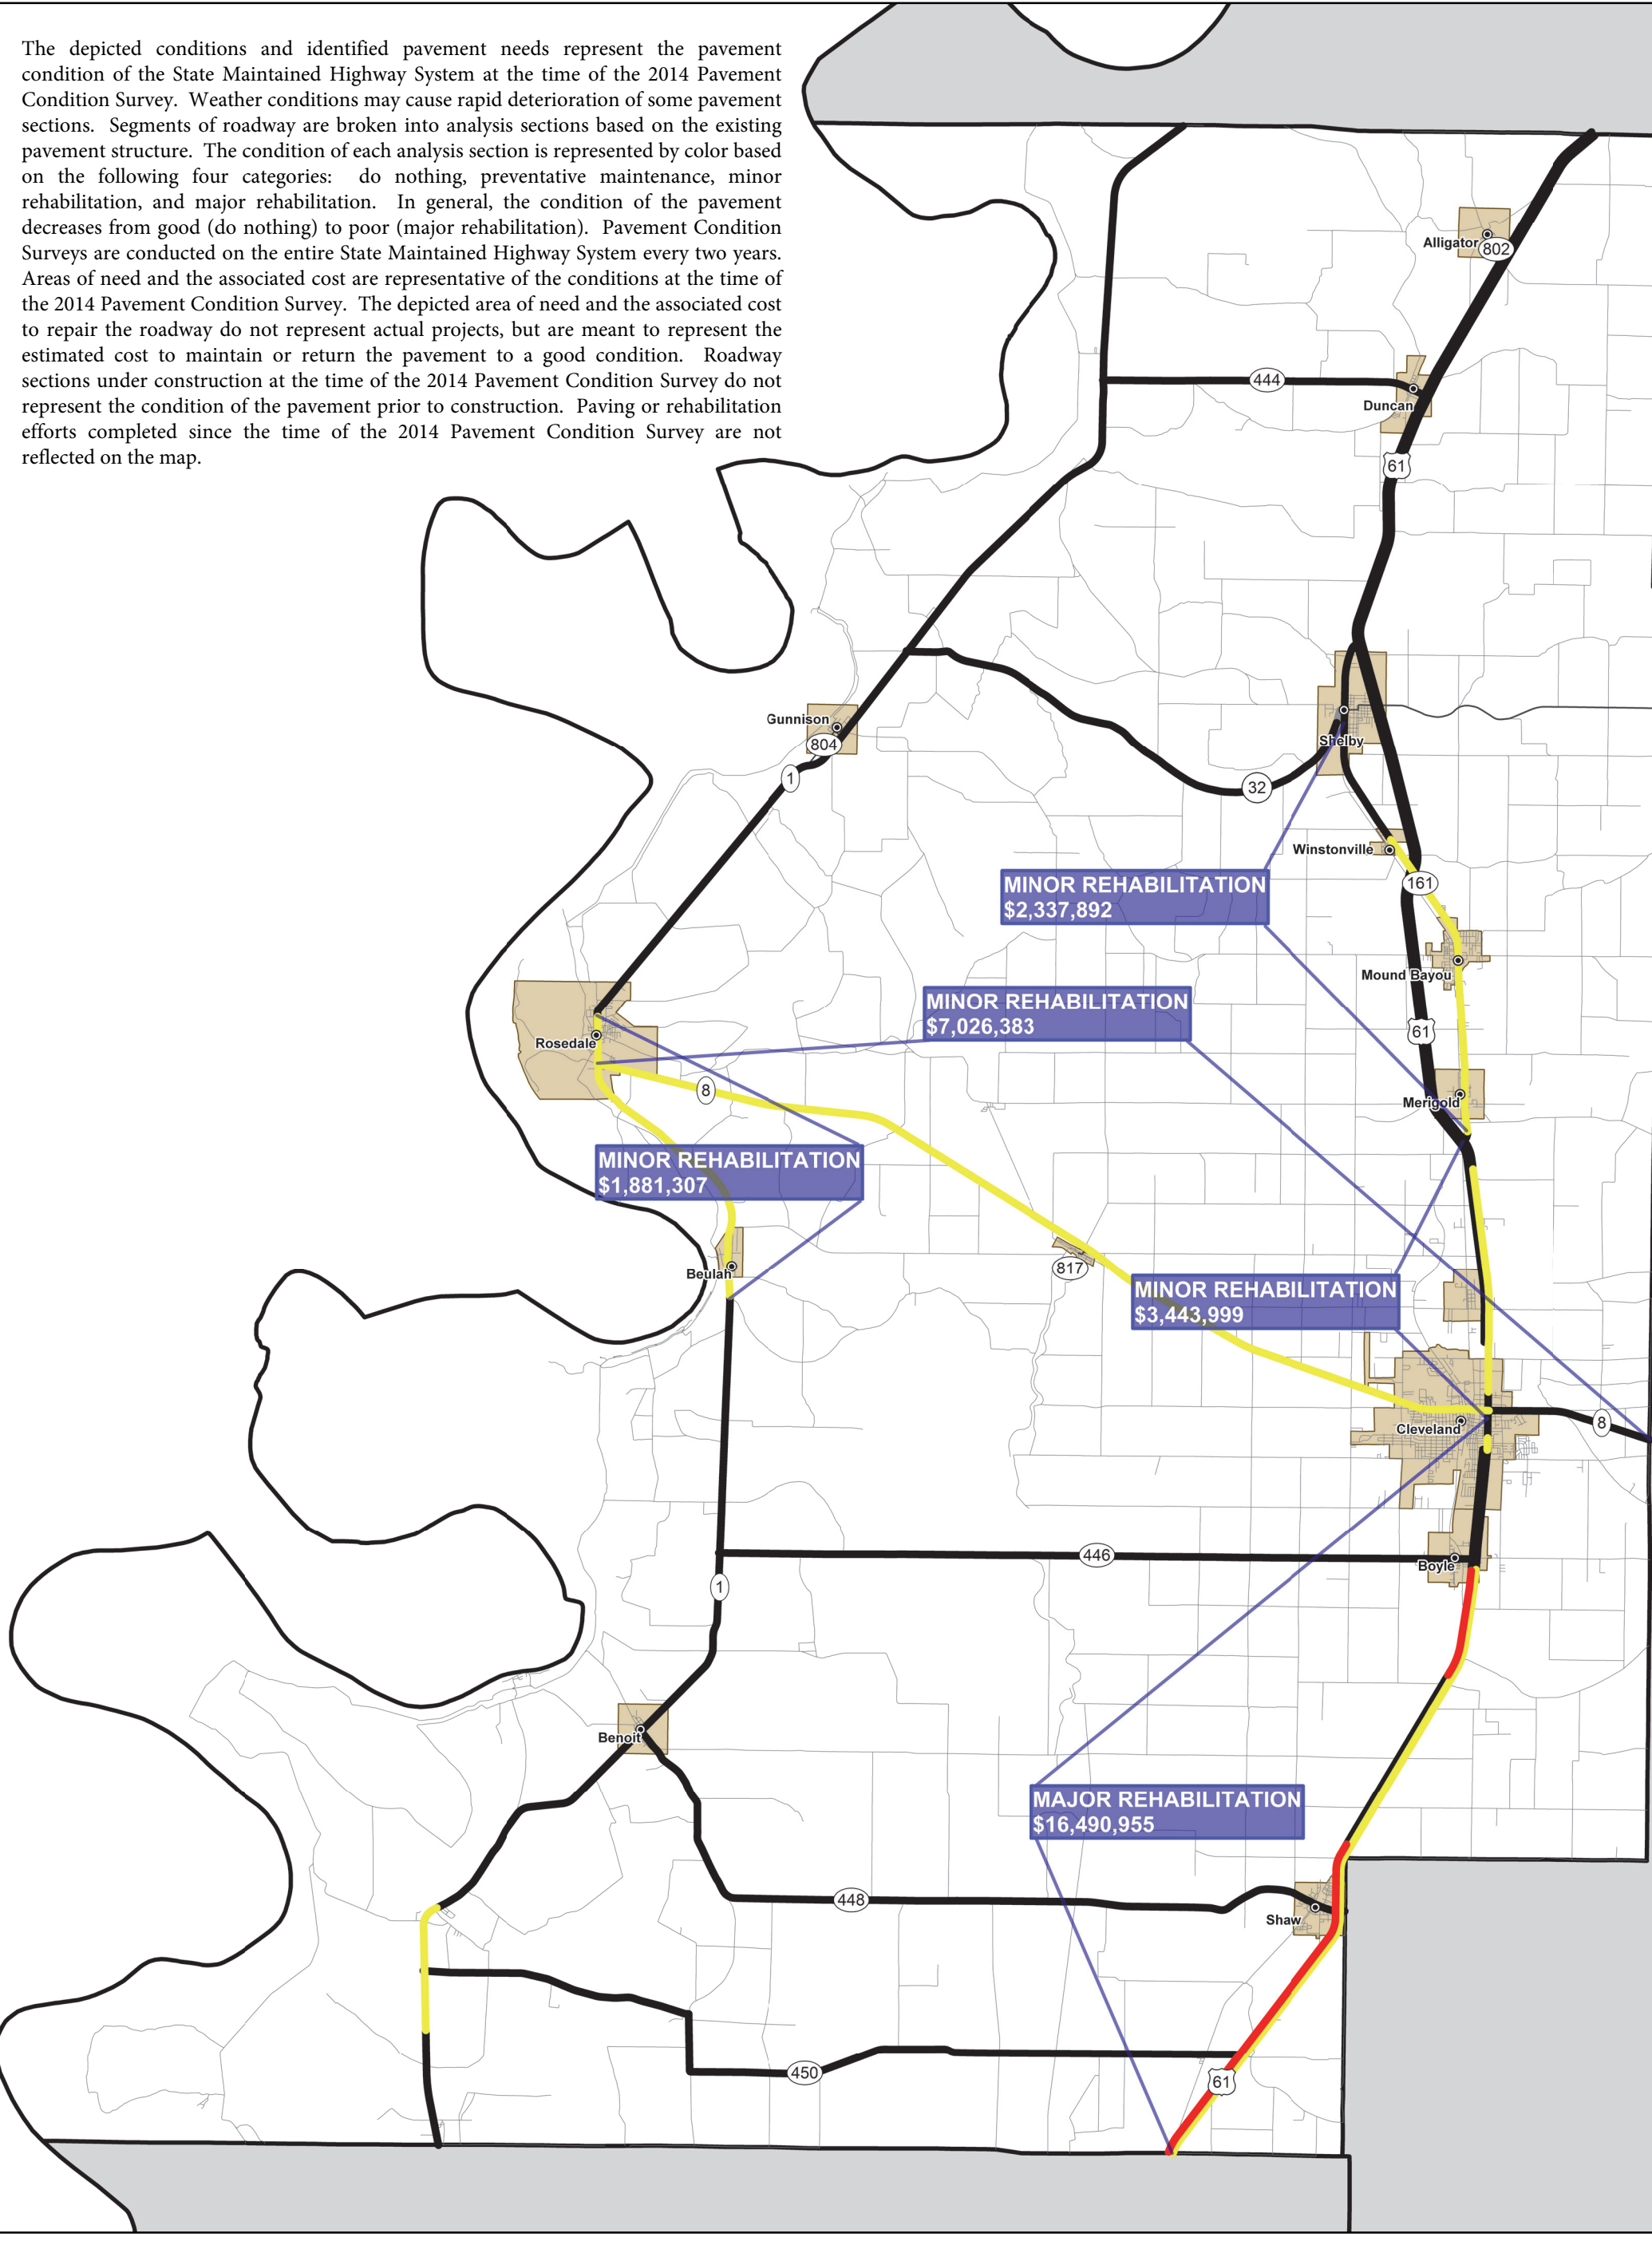 The depicted conditions and identified pavement needs represent the pavement
condition of the State Maintained Highway System at the time of the 2014 Pavement
Condition Survey. Weather conditions may cause rapid deterioration of some pavement
sections. Segments of roadway are broken into analysis sections based on the existing
pavement structure. The condition of each analysis section is represented by color based
on the following four categories: do nothing, preventative maintenance, minor
rehabilitation, and major rehabilitation. In general, the condition of the pavement
decreases from good (do nothing) to poor (major rehabilitation). Pavement Condition
Surveys are conducted on the entire State Maintained Highway System every two years.
Areas of need and the associated cost are representative of the conditions at the time of
the 2014 Pavement Condition Survey. The depicted area of need and the associated cost
to repair the roadway do not represent actual projects, but are meant to represent the
estimated cost to maintain or return the pavement to a good condition. Roadway
sections under construction at the time of the 2014 Pavement Condition Survey do not
represent the condition of the pavement prior to construction. Paving or rehabilitation
efforts completed since the time of the 2014 Pavement Condition Survey are not
reflected on the map.
Alligator
802
444
Duncan
61
Gunnison
804
1
Shelby
32
Winstonville
161
MINOR REHABILITATION
$2,337,892
Mound Bayou
MINOR REHABILITATION
$7,026,383
61
Rosedale
8
Merigold
MINOR REHABILITATION
$1,881,307
Beulah
817
MINOR REHABILITATION
$3,443,999
Cleveland
8
446
Boyle
1
Benoit
MAJOR REHABILITATION
$16,490,955
448
Shaw
450
61